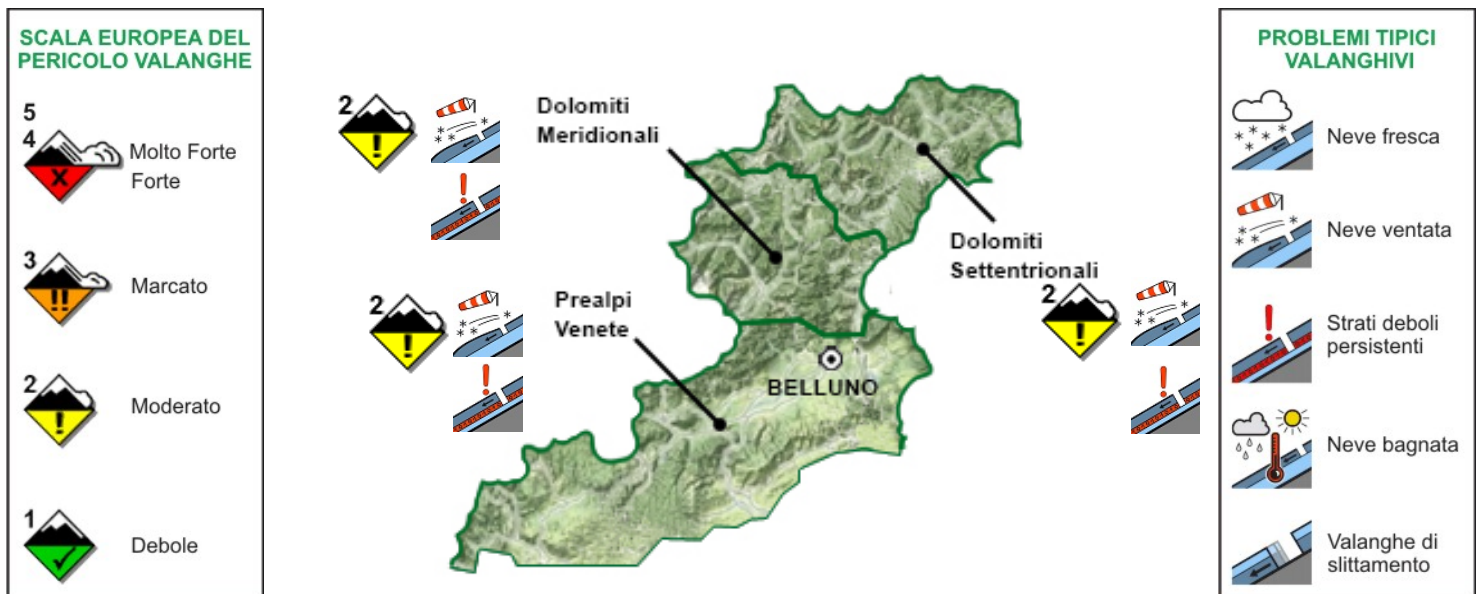 SCALA EUROPEA DEL
PERICOLO VALANGHE
5
4
Molto Forte
Forte
X
3
Marcato
!!
2
Moderato
!
1
Debole
2
!
!
Dolomiti
Meridionali
Dolomiti
Settentrionali
2
!
!
Prealpi
Venete
2
!
!
BELLUNO
PROBLEMI TIPICI
VALANGHIVI
Neve fresca
Neve ventata
!
Strati deboli
persistenti
Neve bagnata
Valanghe di
slittamento